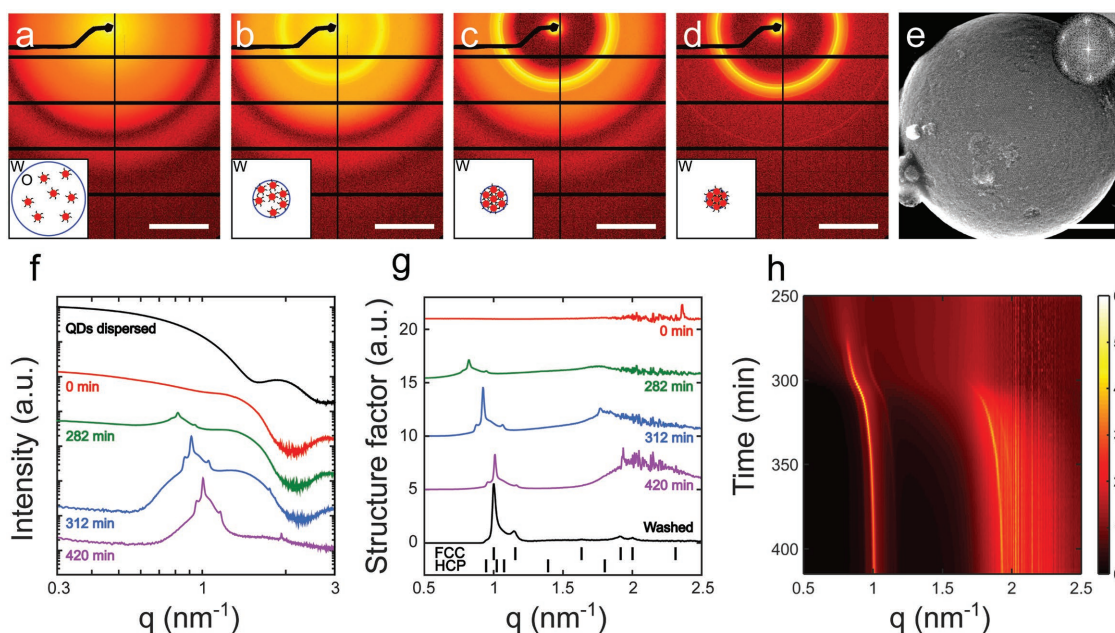 a
b
c
d
e
W
O
W
W
W
f
g
h
Intensity (a.u.)
QDs dispersed
0 min
282 min
312 min
420 min
0.3
1
3
q (nm⁻¹)
Structure factor (a.u.)
20
15
10
5
0
0 min
282 min
312 min
420 min
Washed
FCC
HCP
0.5
1
1.5
2
2.5
q (nm⁻¹)
Time (min)
250
300
350
400
0.5
1
1.5
2
2.5
q (nm⁻¹)